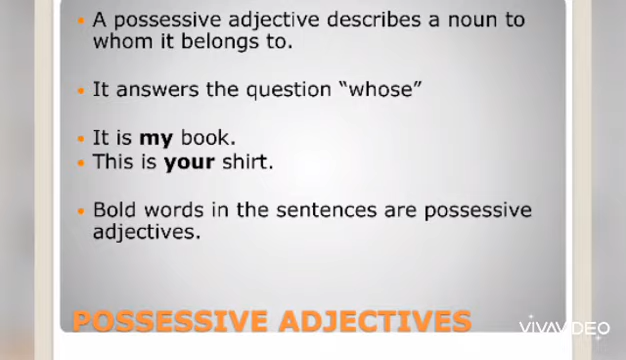 • A possessive adjective describes a noun to
whom it belongs to.
• It answers the question “whose”
• It is my book.
• This is your shirt.
• Bold words in the sentences are possessive
adjectives.
POSSESSIVE ADJECTIVES
VIVAVIDEO